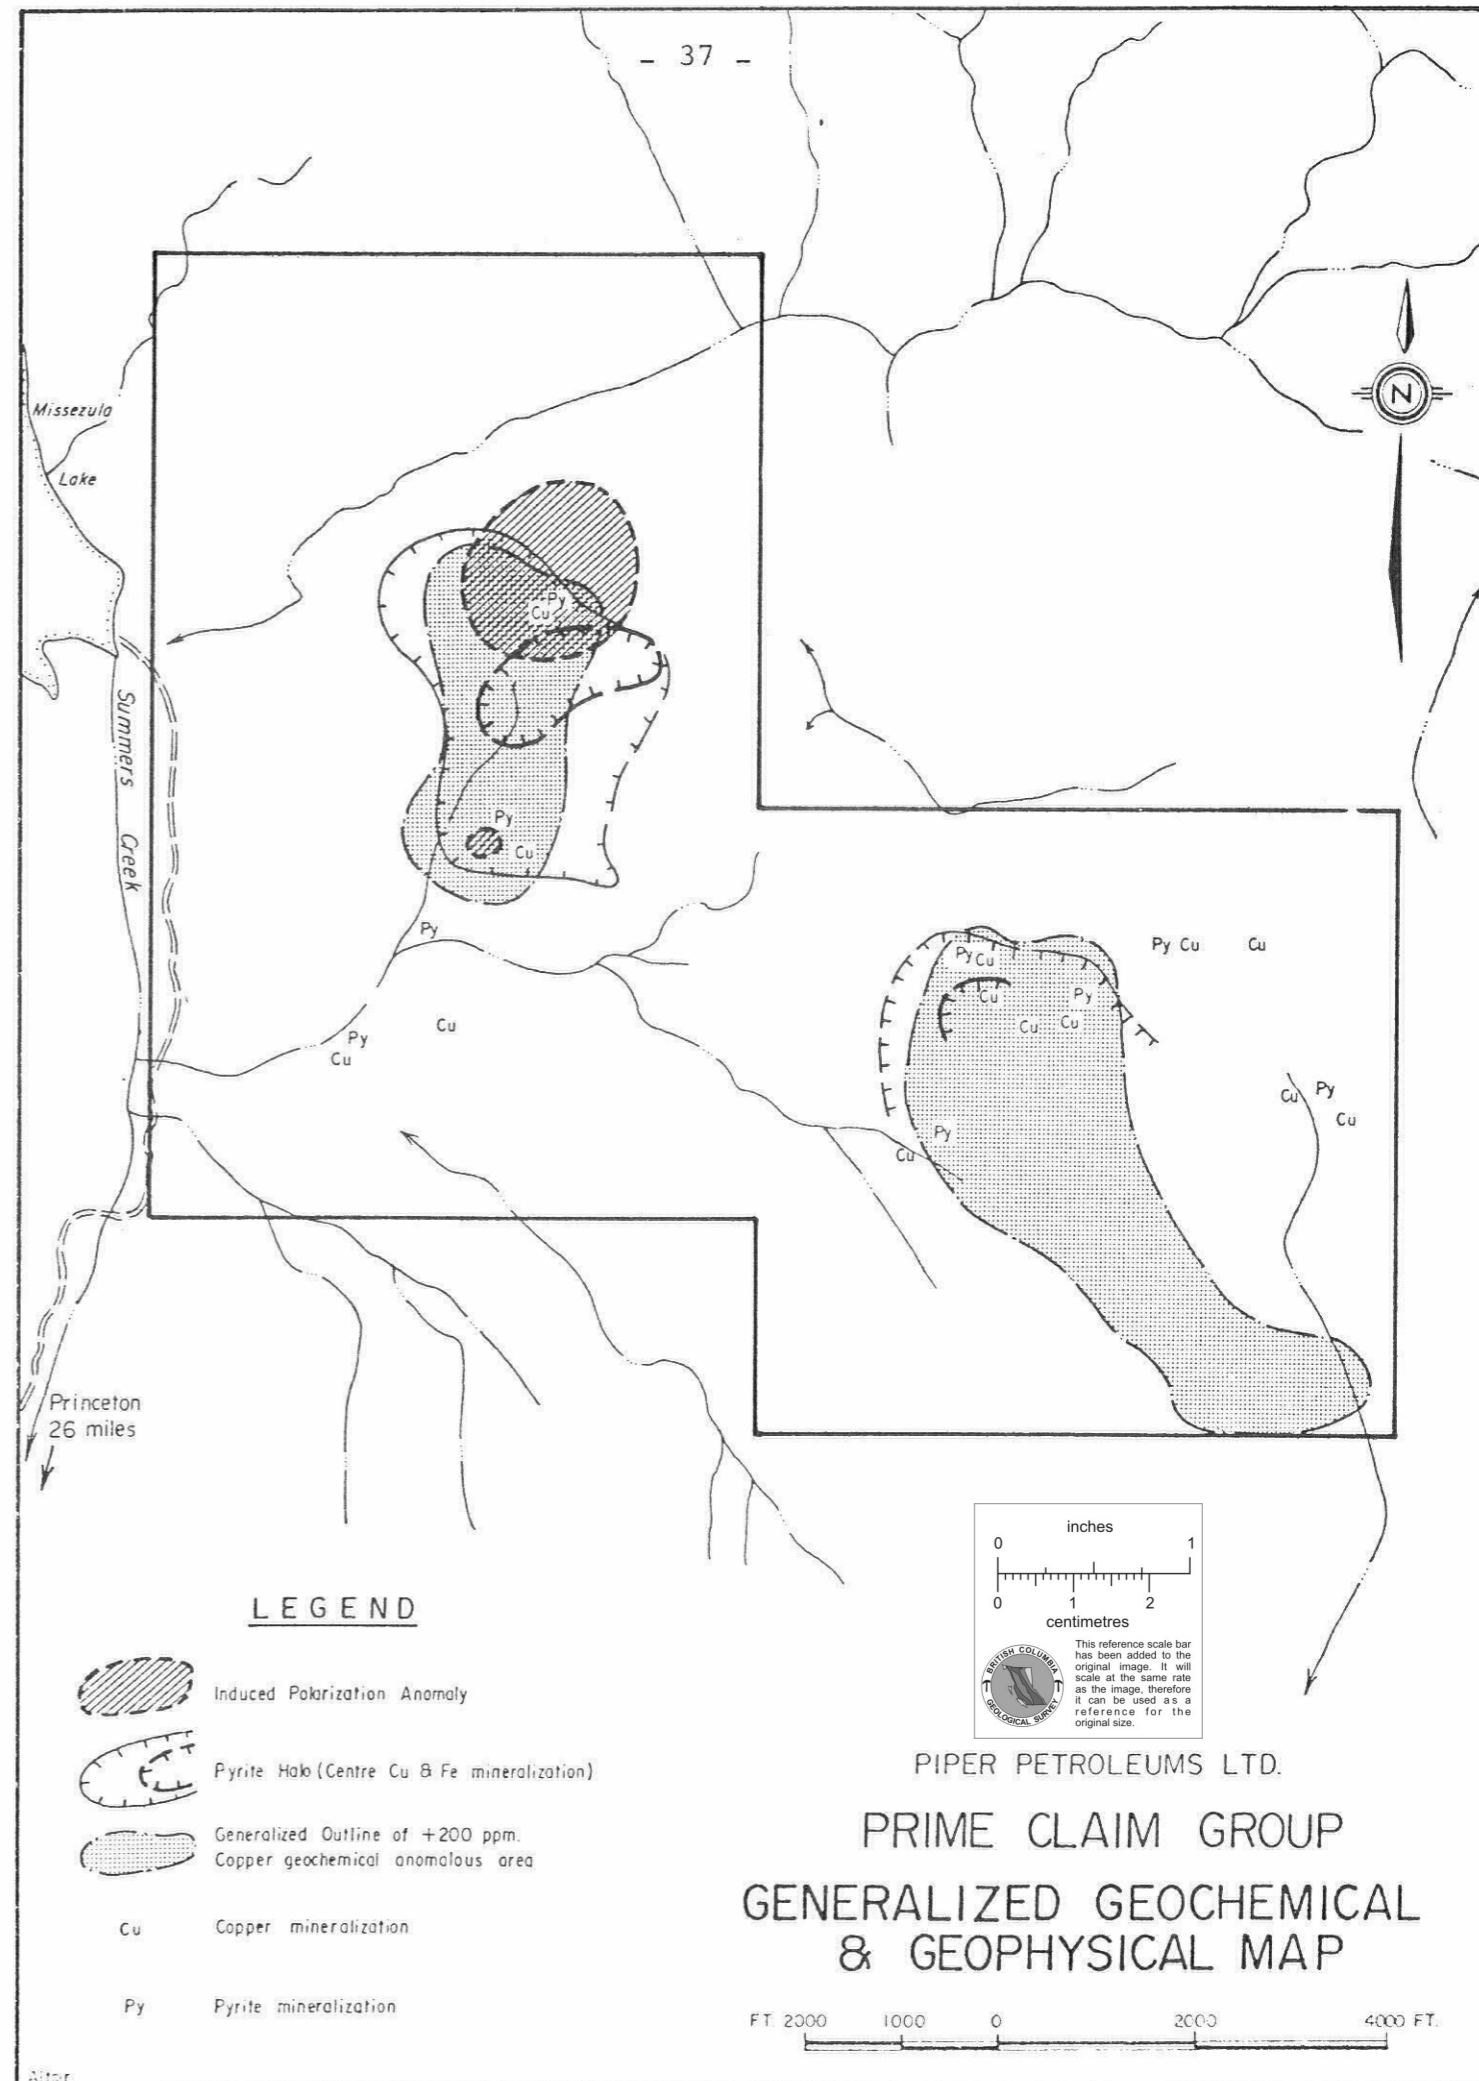 - 37 -
Missezula
Lake
N
Summers Creek
Py
Cu
Py
Cu
Py
Cu
Py
Cu
Py Cu
Cu
Py Cu
Cu
Py
Cu
Cu
Cu
Py
Cu
Py
Cu
Cu
Princeton
26 miles
LEGEND
Induced Polarization Anomaly
Pyrite Halo (Centre Cu & Fe mineralization)
Generalized Outline of +200 ppm.
Copper geochemical anomalous area
Cu Copper mineralization
Py Pyrite mineralization
inches
0 1
0 1 2
centimetres
BRITISH COLUMBIA
GEOLOGICAL SURVEY
This reference scale bar
has been added to the
original image. It will
scale at the same rate
as the image, therefore
it can be used as a
reference for the
original size.
PIPER PETROLEUMS LTD.
PRIME CLAIM GROUP
GENERALIZED GEOCHEMICAL
& GEOPHYSICAL MAP
FT. 2000 1000 0 2000 4000 FT.